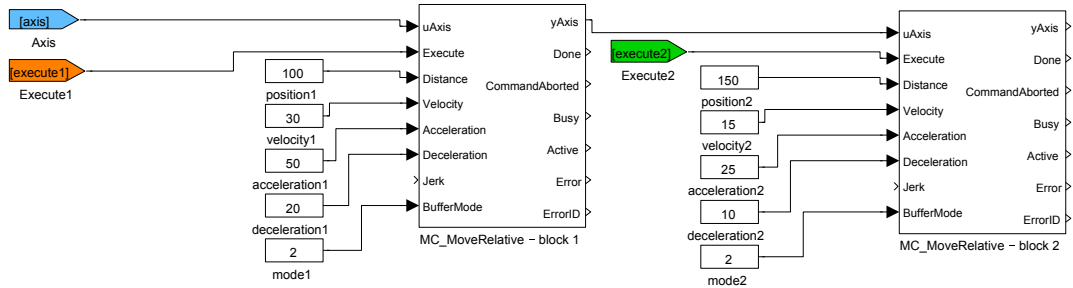 [axis]
Axis
[execute1]
Execute1
100
position1
30
velocity1
50
acceleration1
20
deceleration1
2
mode1
uAxis
Execute
Distance
Velocity
Acceleration
Deceleration
Jerk
BufferMode
yAxis
Done
CommandAborted
Busy
Active
Error
ErrorID
MC_MoveRelative − block 1
[execute2]
Execute2
150
position2
15
velocity2
25
acceleration2
10
deceleration2
2
mode2
uAxis
Execute
Distance
Velocity
Acceleration
Deceleration
Jerk
BufferMode
yAxis
Done
CommandAborted
Busy
Active
Error
ErrorID
MC_MoveRelative − block 2